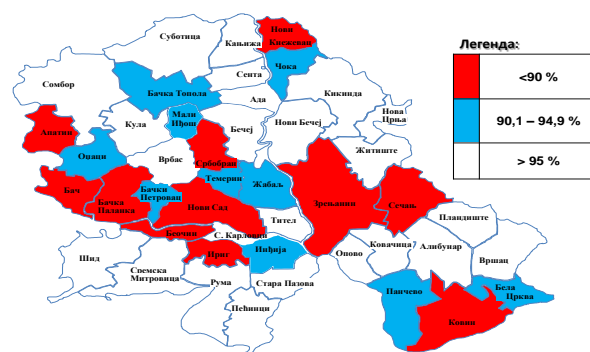 Нови
Кнежевац
Суботица
Кањижа
Легенда:
Чока
<90 %
Сента
Сомбор
Бачка Топола
Кикинда
Ада
90,1 – 94,9 %
Мали
Иђош
Нова
Црња
Апатин
Кула
Бечеј
Нови Бечеј
Оџаци
Врбас
Србобран
Житиште
> 95 %
Темерин
Жабаљ
Бач
Бачки
Петровац
Бачка
Паланка
Нови Сад
Зрењанин
Сечањ
Тител
Пландиште
Беочин
С. Карловци
Ковачица
Алибунар
Опово
Вршац
Шид
Ириг
Инђија
Сремска
Митровица
Рума
Стара Пазова
Панчево
Бела
Црква
Пећинци
Ковин